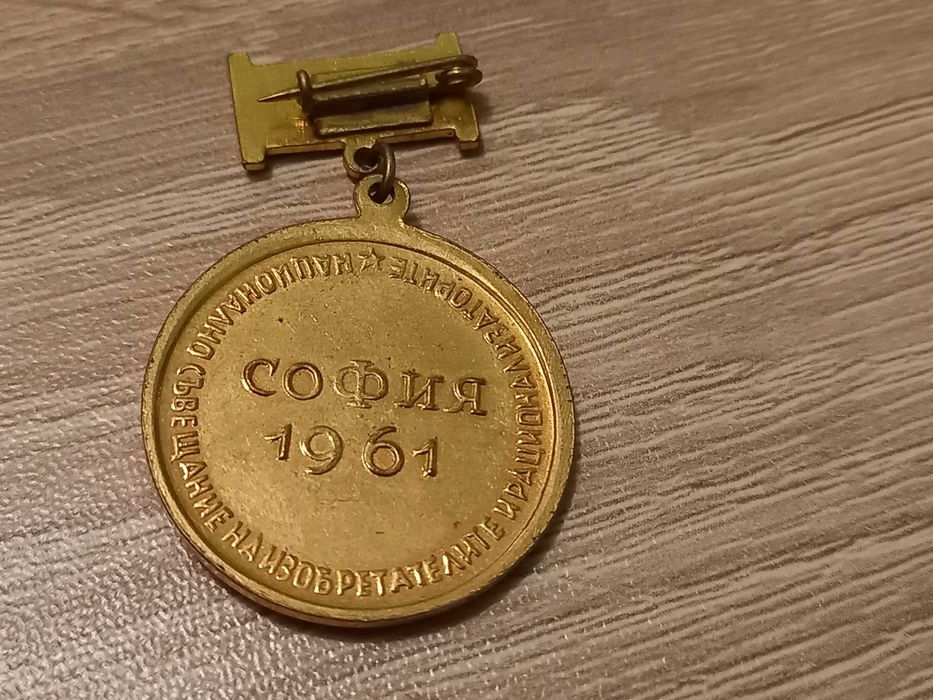 НАЦИОНАЛНО СЪВЕЩАНИЕ НА ИЗОБРЕТАТЕЛИТЕ И РАЦИОНАЛИЗАТОРИТЕ
СОФИЯ
1961